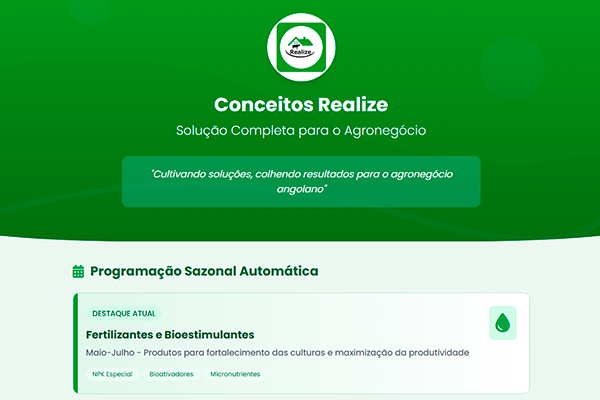 Realize
Conceitos Realize
Solução Completa para o Agronegócio
"Cultivando soluções, colhendo resultados para o agronegócio
angolano"
Programação Sazonal Automática
DESTAQUE ATUAL
Fertilizantes e Bioestimulantes
Maio-Julho - Produtos para fortalecimento das culturas e maximização da produtividade
NPK Especial Bioativadores Micronutrientes